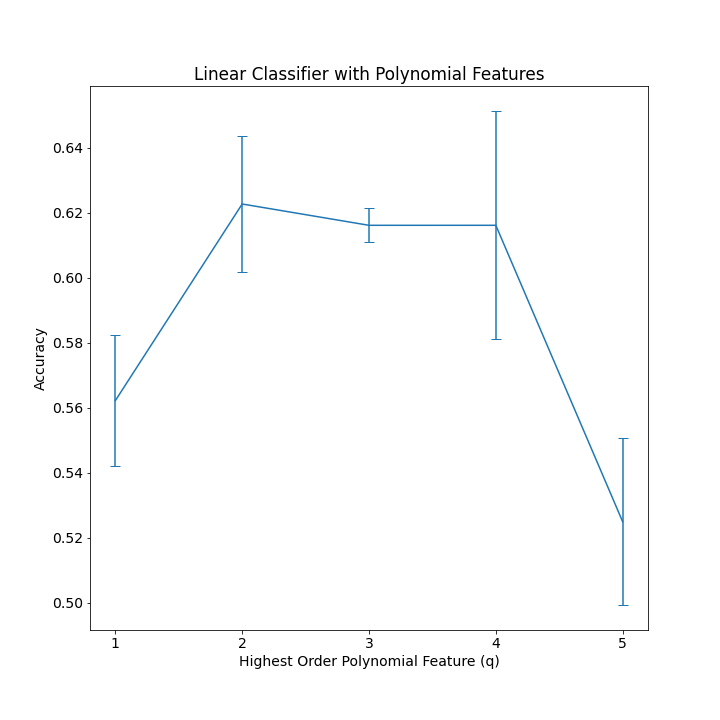 Linear Classifier with Polynomial Features
0.64
0.62
0.60
0.58
0.56
0.54
0.52
0.50
Accuracy
1 2 3 4 5
Highest Order Polynomial Feature (q)